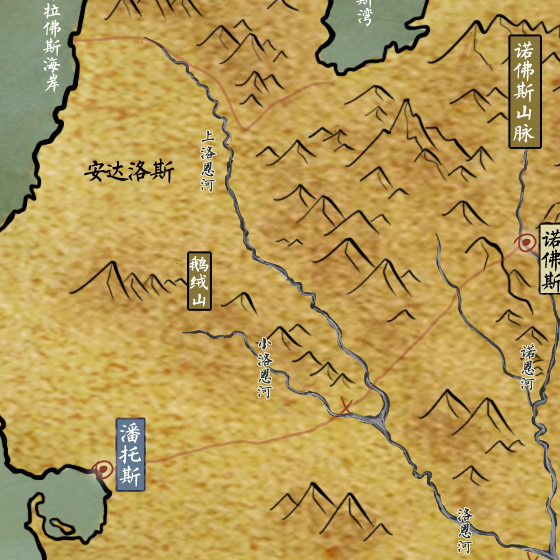 拉佛斯海岸
斯湾
诺佛斯山脉
上洛恩河
安达洛斯
诺佛斯
鹅绒山
小洛恩河
诺恩河
潘托斯
洛恩河